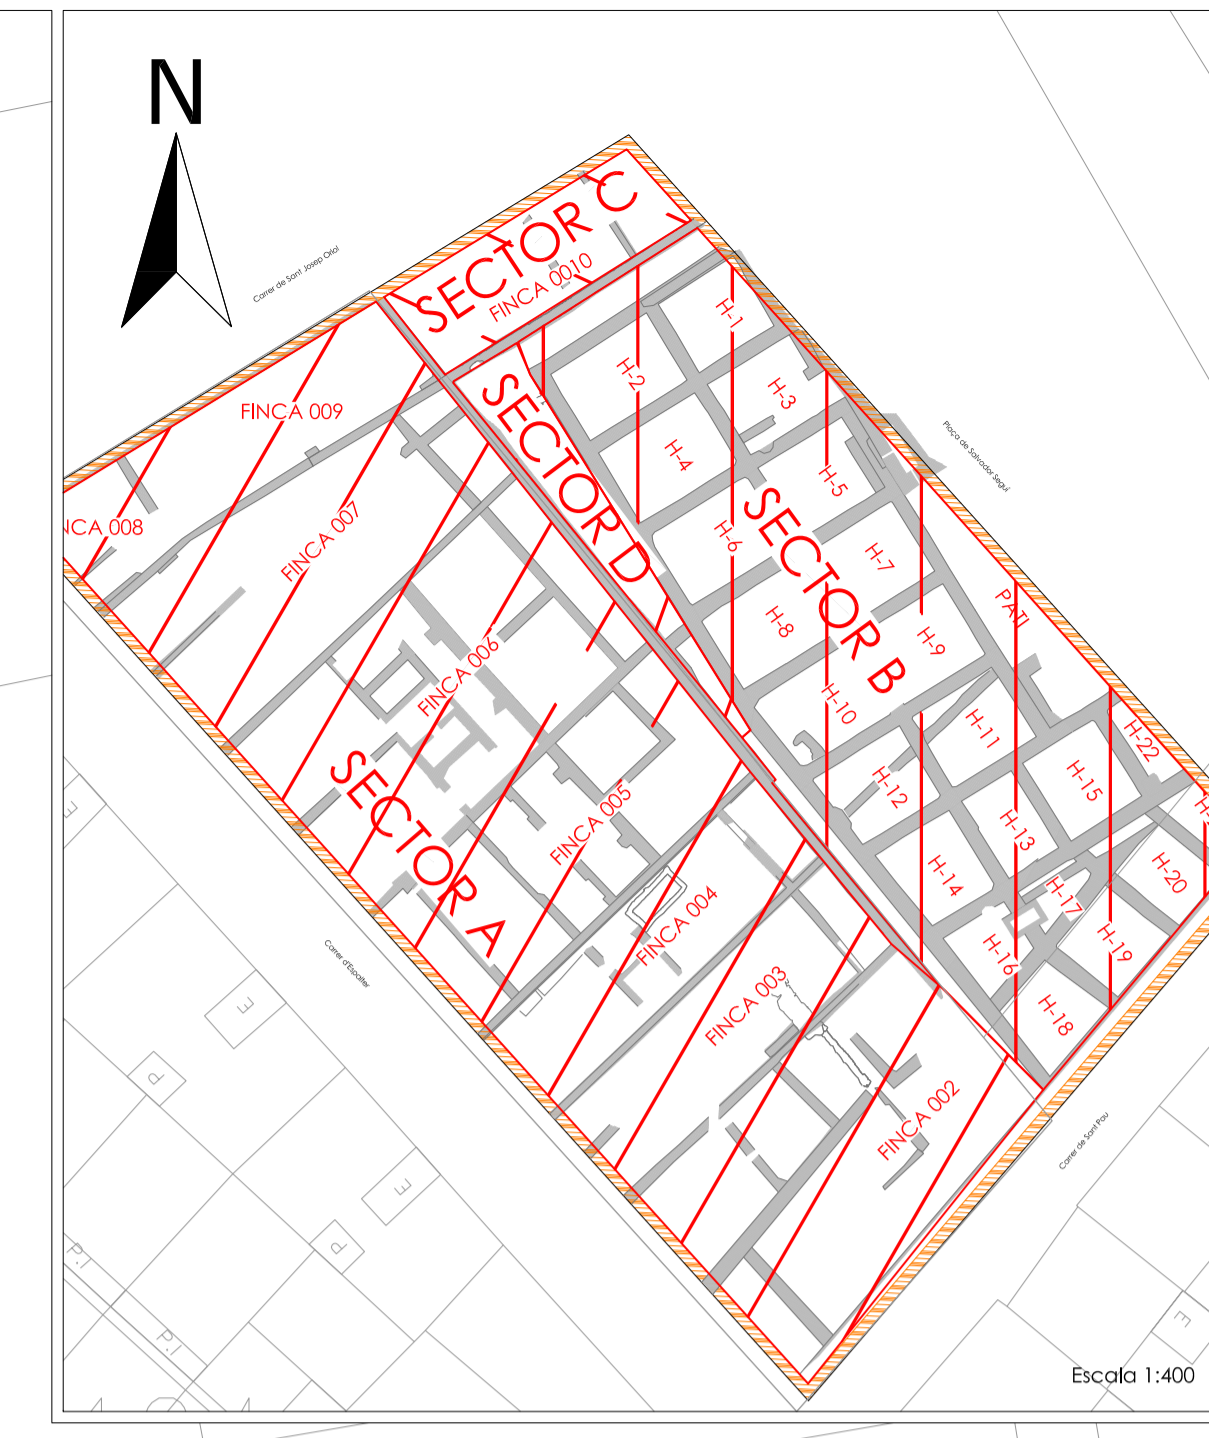 N
Carrer de Sant Josep Oriol
SECTOR C
FINCA 0010
H-1
H-2
H-3
FINCA 009
SECTOR D
H-4
Plaça de Salvador Seguí
H-5
NCA 008
FINCA 007
H-6
SECTOR B
H-7
PATI
H-8
H-9
FINCA 006
H-10
H-11
H-22
SECTOR A
H-12
H-15
E
FINCA 005
H-13
H-14
H-20
H-17
FINCA 004
H-19
H-16
Carrer d'Espalter
FINCA 003
E
H-18
P
FINCA 002
Carrer de Sant Pau
E
P
P.I
E
P.I
Escala 1:400